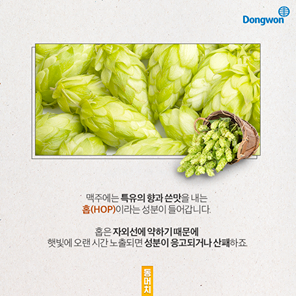 Dongwon
맥주에는 특유의 향과 쓴맛을 내는
홉(HOP)이라는 성분이 들어갑니다.
홉은 자외선에 약하기 때문에
햇빛에 오랜 시간 노출되면 성분이 응고되거나 산패하죠.
동머치